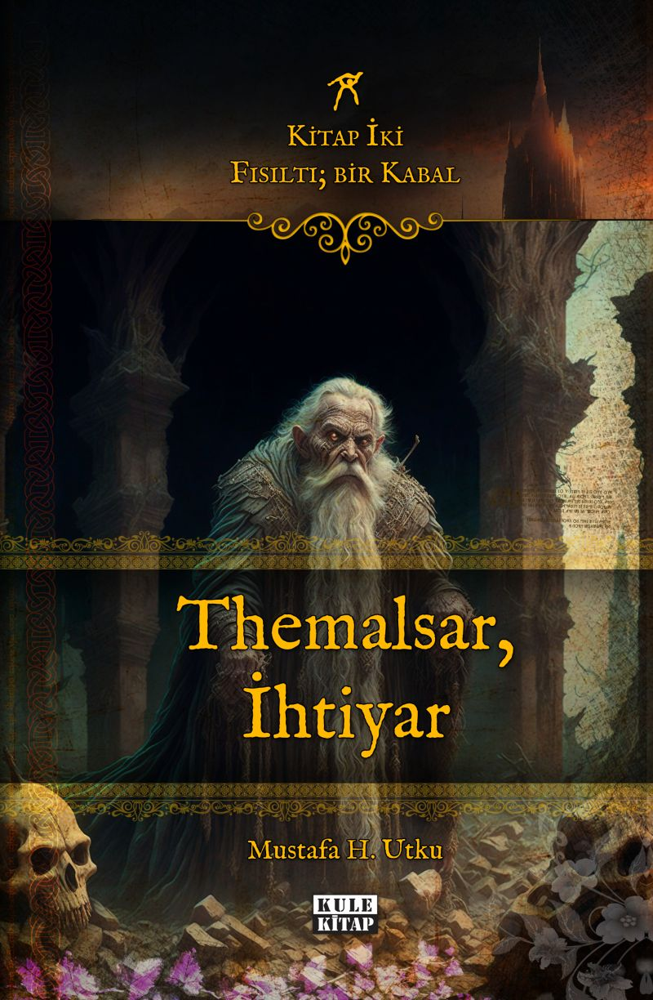 Kitap İki
Fısıltı; bir Kabal
Themalsar,
İhtiyar
Mustafa H. Utku
KULE
KİTAP